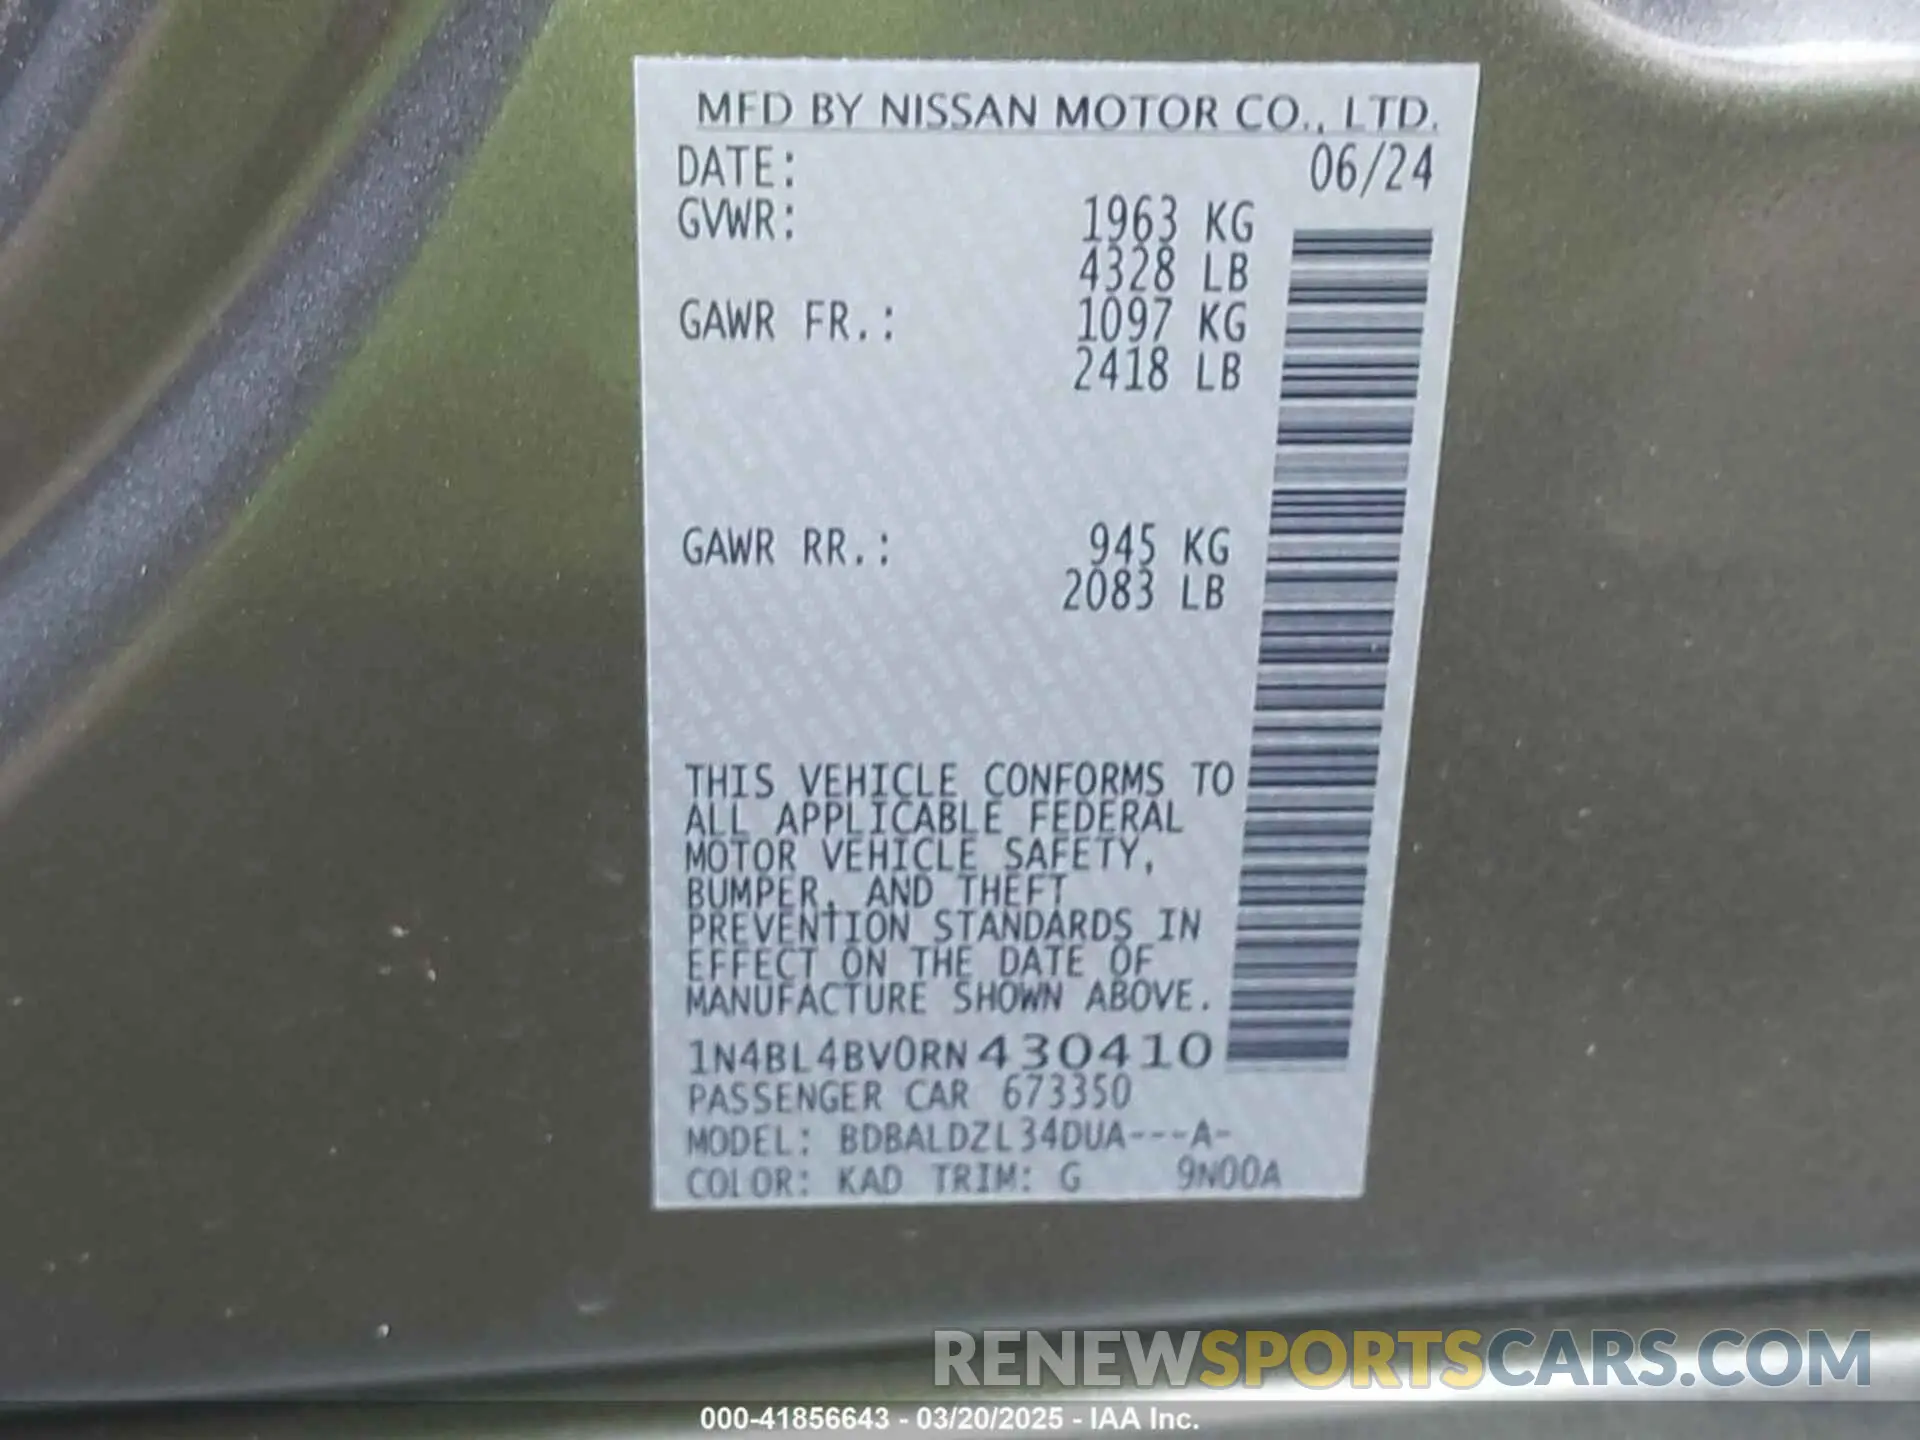 MFD BY NISSAN MOTOR CO., LTD.
DATE: 06/24
GVWR: 1963 KG
4328 LB
GAWR FR.: 1097 KG
2418 LB
GAWR RR.: 945 KG
2083 LB
THIS VEHICLE CONFORMS TO
ALL APPLICABLE FEDERAL
MOTOR VEHICLE SAFETY,
BUMPER, AND THEFT
PREVENTION STANDARDS IN
EFFECT ON THE DATE OF
MANUFACTURE SHOWN ABOVE.
1N4BL4BV0RN430410
PASSENGER CAR 673350
MODEL: BDBALDZL34DUA---A-
COLOR: KAD TRIM: G 9N00A
RENEWSPORTSCARS.COM
000-41856643 - 03/20/2025 - IAA Inc.